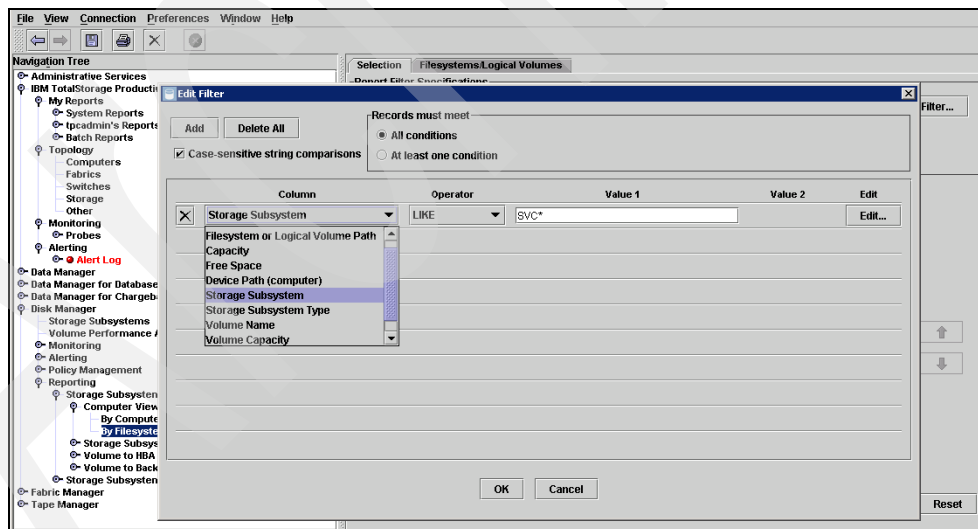 File View Connection Preferences Window Help
Navigation Tree
Administrative Services
IBM TotalStorage Producti
My Reports
System Reports
tpcadmin's Reports
Batch Reports
Topology
Computers
Fabrics
Switches
Storage
Other
Monitoring
Probes
Alerting
Alert Log
Data Manager
Data Manager for Database
Data Manager for Chargeb
Disk Manager
Storage Subsystems
Volume Performance A
Monitoring
Alerting
Policy Management
Reporting
Storage Subsysten
Computer View
By Compute
By Filesyste
Storage Subsys
Volume to HBA
Volume to Back
Storage Subsysten
Fabric Manager
Tape Manager
Selection Filesystems/Logical Volumes
Report Filter Specifications
Filter...
Edit Filter
Add Delete All
Case-sensitive string comparisons
Records must meet
All conditions
At least one condition
Column Operator Value 1 Value 2 Edit
Storage Subsystem LIKE SVC* Edit...
Filesystem or Logical Volume Path
Capacity
Free Space
Device Path (computer)
Storage Subsystem
Storage Subsystem Type
Volume Name
Volume Capacity
OK Cancel
Reset